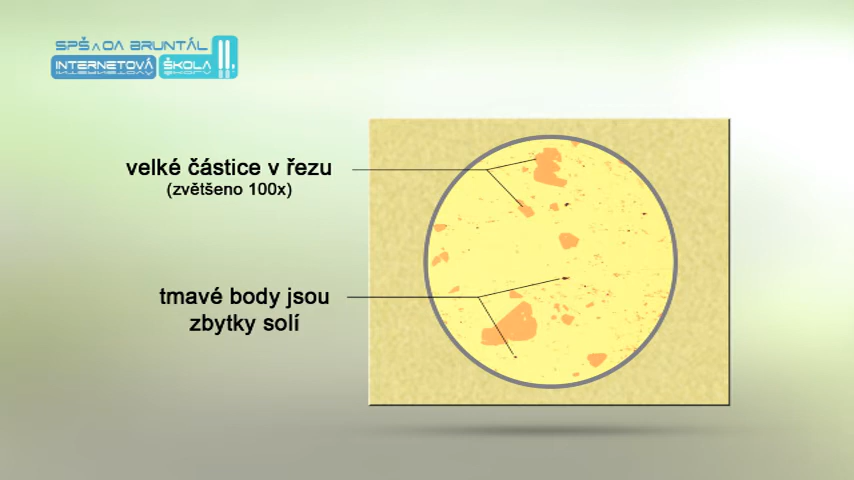 SPŠ A OA BRUNTÁL
INTERNETOVÁ ŠKOLA
velké částice v řezu
(zvětšeno 100x)
tmavé body jsou
zbytky solí